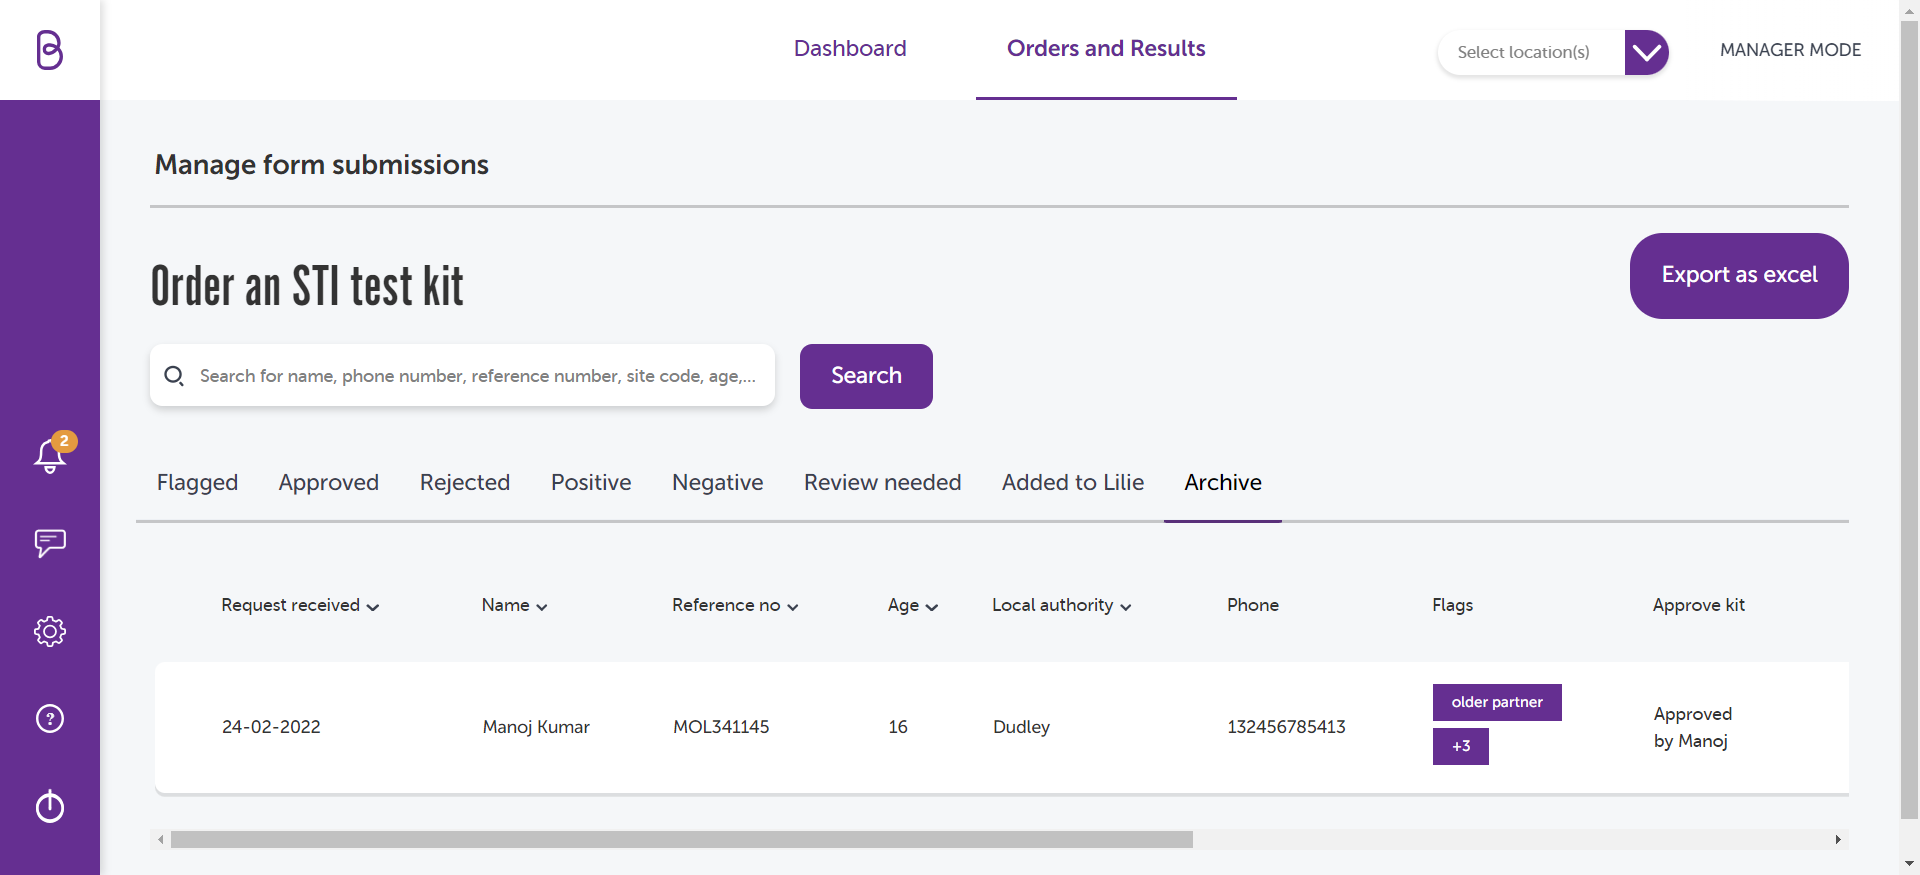 B
Dashboard
Orders and Results
Select location(s)
MANAGER MODE
Manage form submissions
Order an STI test kit
Export as excel
Search for name, phone number, reference number, site code, age,...
Search
2
Flagged Approved Rejected Positive Negative Review needed Added to Lilie Archive
Request received Name Reference no Age Local authority Phone Flags Approve kit
24-02-2022 Manoj Kumar MOL341145 16 Dudley 132456785413
older partner
+3
Approved
by Manoj
?